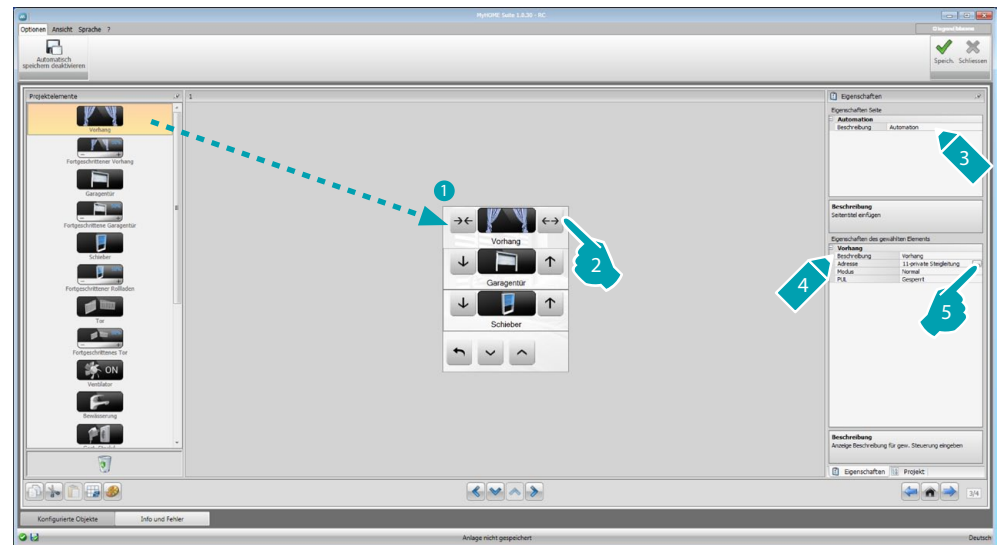 MyHOME Suite 1.0.30 - RC
Optionen Ansicht Sprache ?
Automatisch
speichern deaktivieren
Speich. Schliessen
Projektelemente
Vorhang
Fortgeschrittener Vorhang
Garagentür
Fortgeschrittene Garagentür
Schieber
Fortgeschrittener Rollladen
Tor
Fortgeschrittenes Tor
ON
Ventilator
Bewässerung
1
1
Vorhang
2
Garagentür
Schieber
Eigenschaften
Eigenschaften Seite
Automation
Beschreibung Automation
3
Beschreibung
Seitentitel einfügen
Eigenschaften des gewählten Elements
Vorhang
Beschreibung Vorhang
Adresse 11-private Steigleitung
Modus Normal
PUL Gesperrt
4
5
Beschreibung
Anzeige Beschreibung für gew. Steuerung eingeben
Eigenschaften Projekt
3/4
Konfigurierte Objekte Info und Fehler
Anlage nicht gespeichert
Deutsch